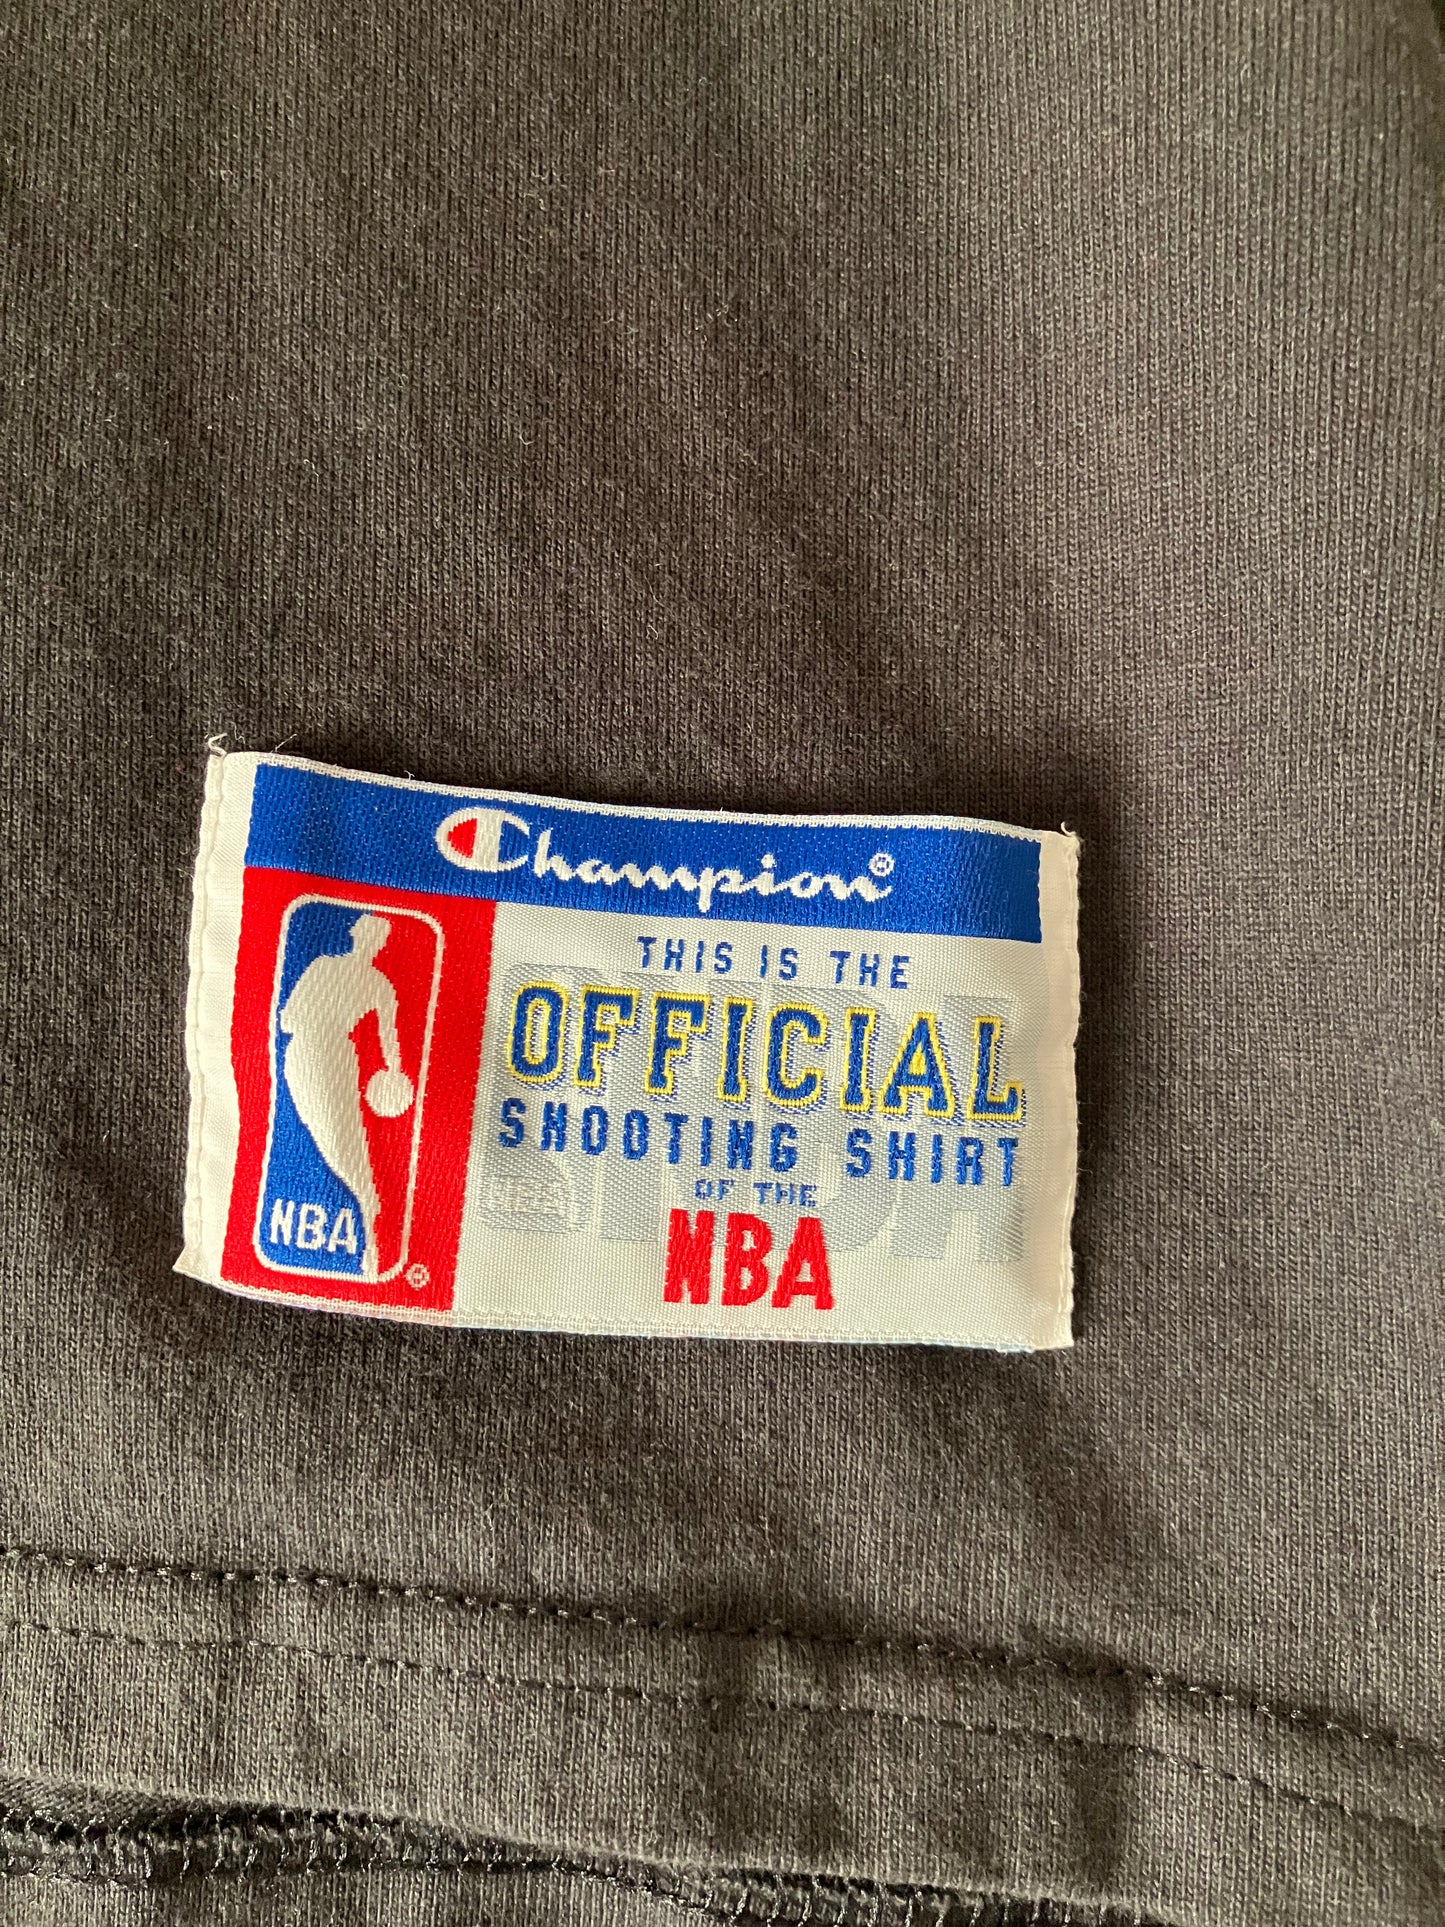 Champion®
THIS IS THE
OFFICIAL
SHOOTING SHIRT
OF THE
NBA
NBA®